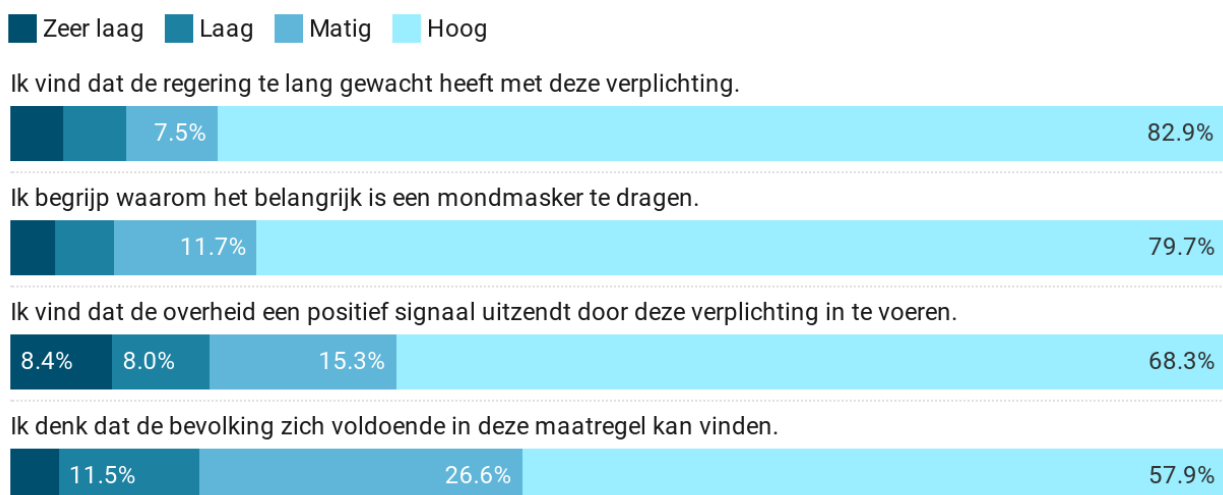 Zeer laag Laag Matig Hoog
Ik vind dat de regering te lang gewacht heeft met deze verplichting.
7.5% 82.9%
Ik begrijp waarom het belangrijk is een mondmasker te dragen.
11.7% 79.7%
Ik vind dat de overheid een positief signaal uitzendt door deze verplichting in te voeren.
8.4% 8.0% 15.3% 68.3%
Ik denk dat de bevolking zich voldoende in deze maatregel kan vinden.
11.5% 26.6% 57.9%